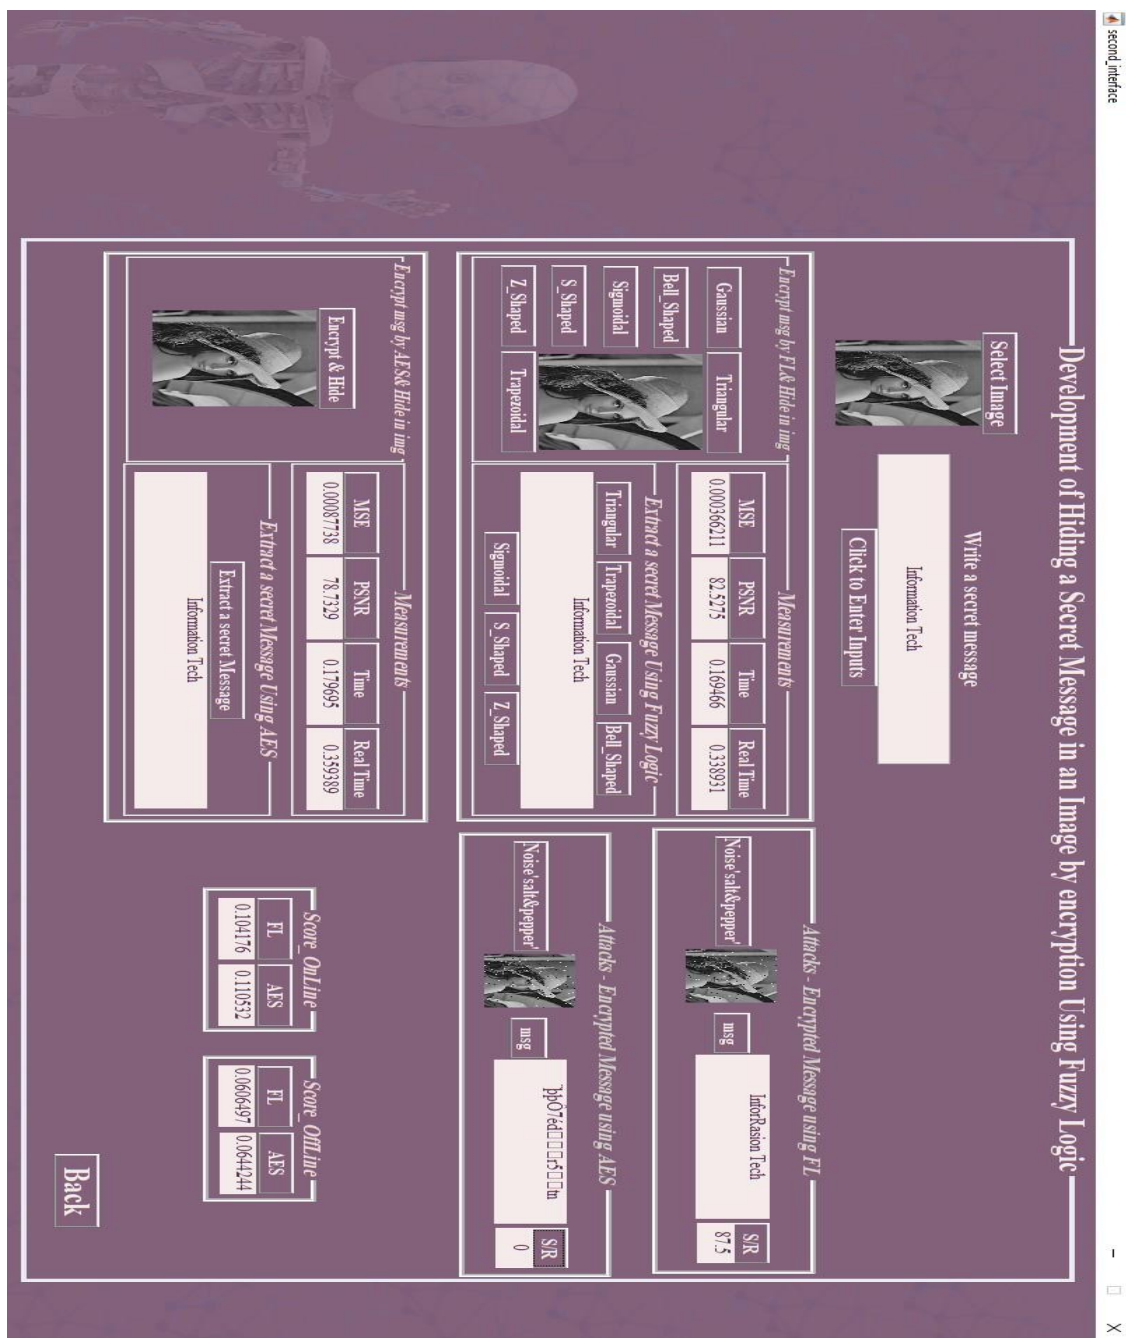 second_interface
Development of Hiding a Secret Message in an Image by encryption Using Fuzzy Logic
Select Image
Write a secret message
Information Tech
Click to Enter Inputs
Encrypt msg by FL& Hide in img
Gaussian
Triangular
Bell_Shaped
Sigmoidal
S_Shaped
Z_Shaped
Trapezoidal
Measurements
MSE PSNR Time Real Time
0.000366211 82.5275 0.169466 0.338931
Extract a secret Message Using Fuzzy Logic
Triangular Trapezoidal Gaussian Bell_Shaped
Information Tech
Sigmoidal S_Shaped Z_Shaped
Attacks - Encrypted Message using FL
Noise'salt&pepper'
msg
InforRasion Tech
S/R
87.5
Attacks - Encrypted Message using AES
Noise'salt&pepper'
msg
S/R
0
Encrypt msg by AES& Hide in img
Encrypt & Hide
Measurements
MSE PSNR Time Real Time
0.00087738 78.7329 0.179695 0.359389
Extract a secret Message Using AES
Extract a secret Message
Information Tech
Score_OnLine
FL AES
0.104176 0.110532
Score_OffLine
FL AES
0.0606497 0.0644244
Back